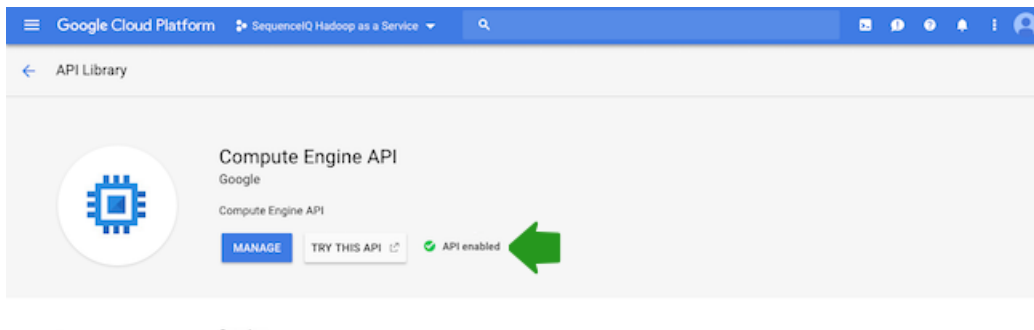 Google Cloud Platform SequenceIQ Hadoop as a Service
API Library
Compute Engine API
Google
Compute Engine API
MANAGE TRY THIS API API enabled